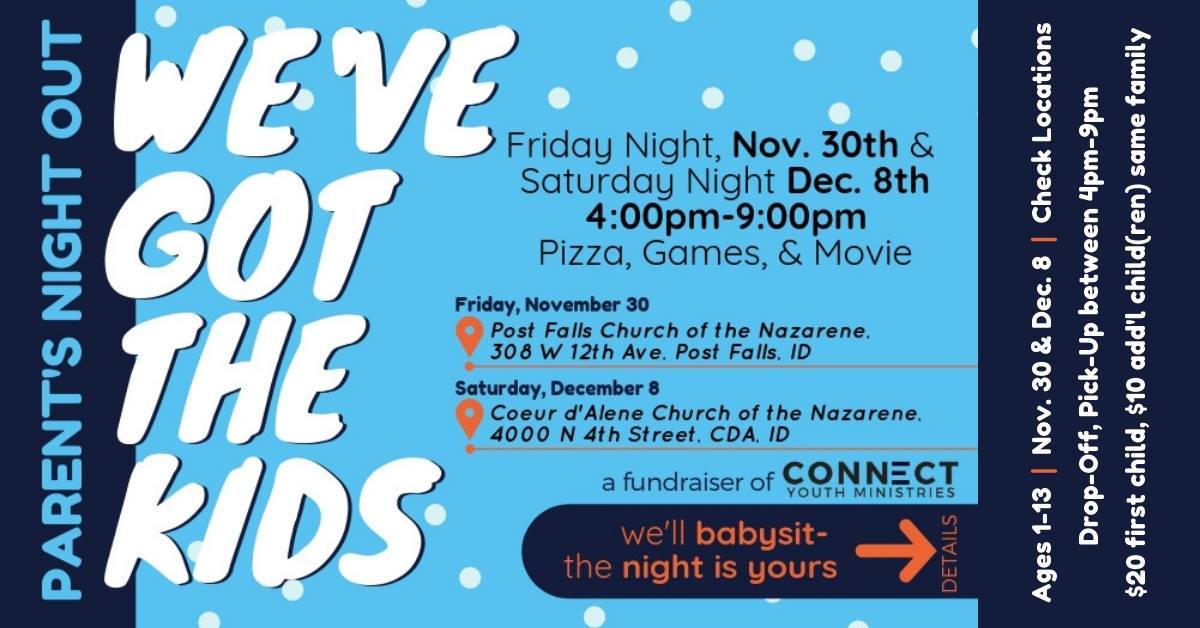 PARENT'S NIGHT OUT
WE'VE
GOT
THE
KIDS
Friday Night, Nov. 30th &
Saturday Night Dec. 8th
4:00pm-9:00pm
Pizza, Games, & Movie
Friday, November 30
Post Falls Church of the Nazarene,
308 W 12th Ave, Post Falls, ID
Saturday, December 8
Coeur d'Alene Church of the Nazarene,
4000 N 4th Street, CDA, ID
a fundraiser of CONNECT
YOUTH MINISTRIES
we'll babysit-
the night is yours
DETAILS
Ages 1-13 | Nov. 30 & Dec. 8 | Check Locations
Drop-Off, Pick-Up between 4pm-9pm
$20 first child, $10 add'l child(ren) same family